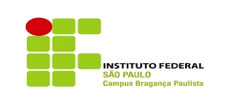 INSTITUTO FEDERAL
SÃO PAULO
Campus Bragança Paulista